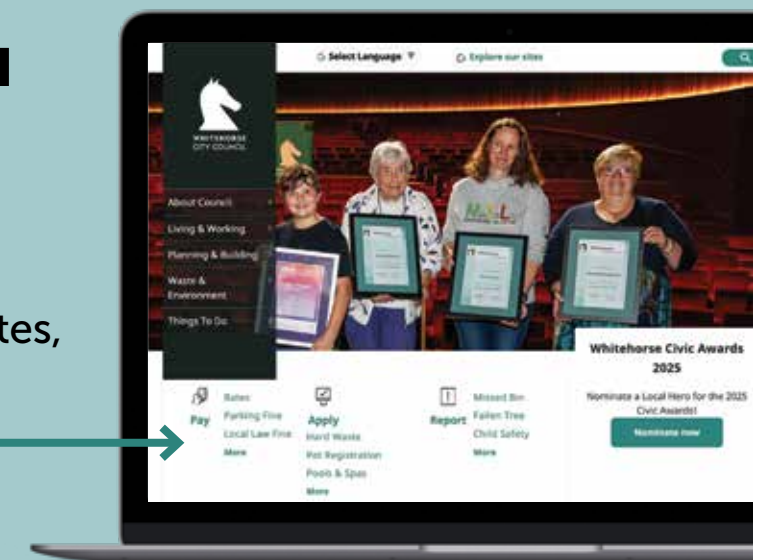 tes,
Select Language
Explore our sites
WHITEHORSE
CITY COUNCIL
About Council
Living & Working
Planning & Building
Waste &
Environment
Things To Do
Whitehorse Civic Awards
2025
Nominate a Local Hero for the 2025
Civic Awards!
Nominate now
Pay
Rates
Parking Fine
Local Law Fine
More
Apply
Hard Waste
Pet Registration
Pools & Spas
More
Report
Missed Bin
Fallen Tree
Child Safety
More